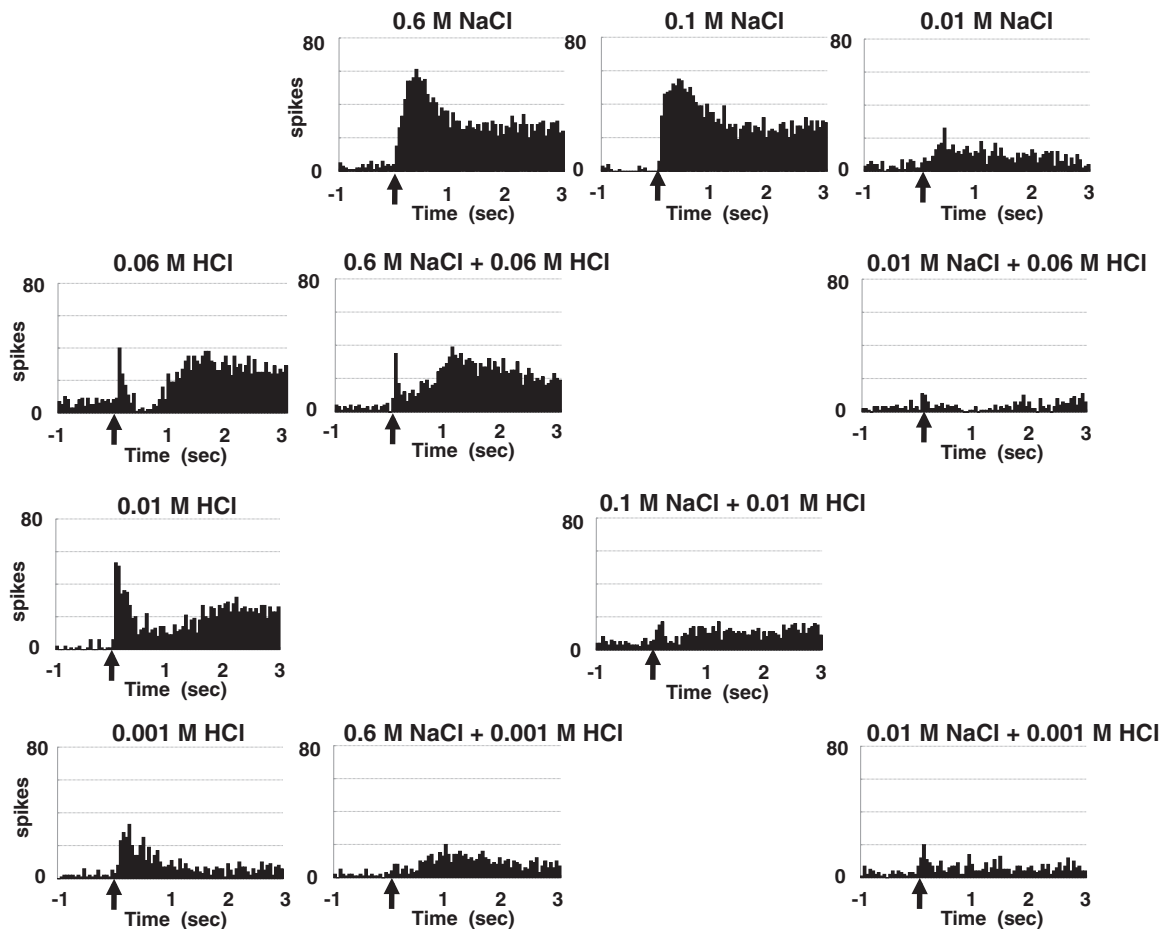 0.6 M NaCl
0.1 M NaCl
0.01 M NaCl
80
80
80
spikes
0
0
0
-1 1 2 3
-1 1 2 3
-1 1 2 3
Time (sec)
Time (sec)
Time (sec)
0.06 M HCl
0.6 M NaCl + 0.06 M HCl
0.01 M NaCl + 0.06 M HCl
80
80
80
spikes
0
0
0
-1 1 2 3
-1 1 2 3
-1 1 2 3
Time (sec)
Time (sec)
Time (sec)
0.01 M HCl
0.1 M NaCl + 0.01 M HCl
80
80
spikes
0
0
-1 1 2 3
-1 1 2 3
Time (sec)
Time (sec)
0.001 M HCl
0.6 M NaCl + 0.001 M HCl
0.01 M NaCl + 0.001 M HCl
80
80
80
spikes
0
0
0
-1 1 2 3
-1 1 2 3
-1 1 2 3
Time (sec)
Time (sec)
Time (sec)